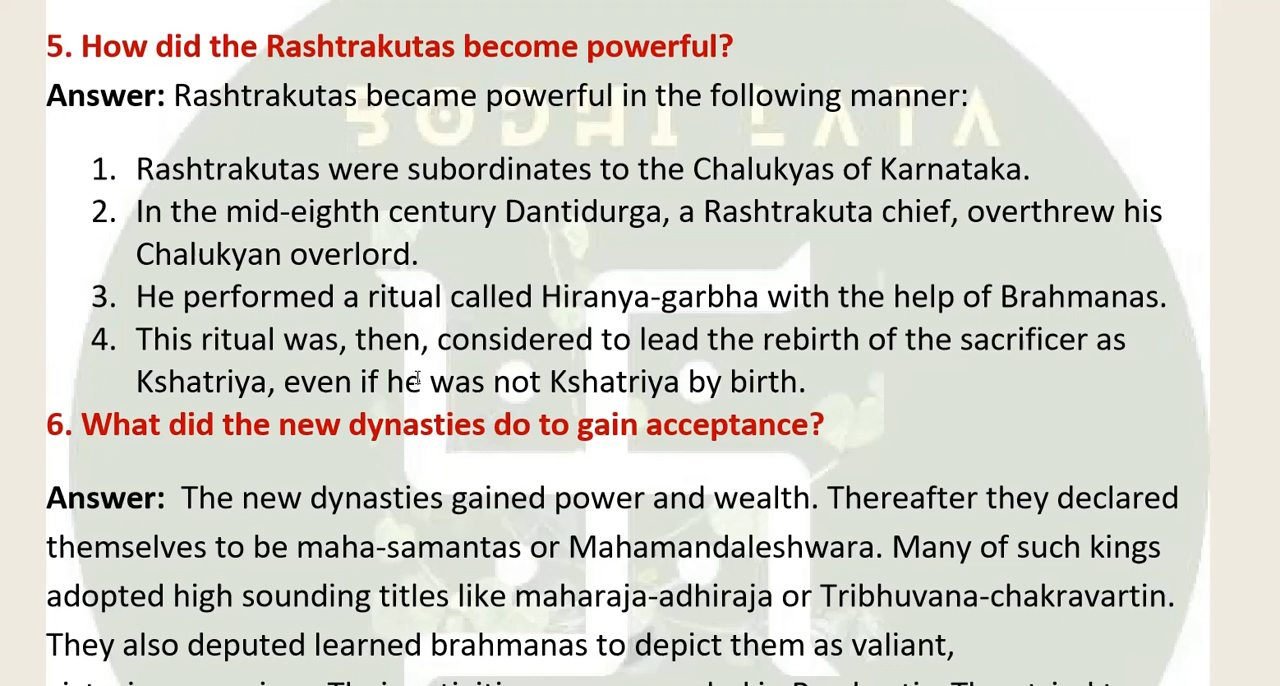 5. How did the Rashtrakutas become powerful?
Answer: Rashtrakutas became powerful in the following manner:
BODHI LATA
1. Rashtrakutas were subordinates to the Chalukyas of Karnataka.
2. In the mid-eighth century Dantidurga, a Rashtrakuta chief, overthrew his
Chalukyan overlord.
3. He performed a ritual called Hiranya-garbha with the help of Brahmanas.
4. This ritual was, then, considered to lead the rebirth of the sacrificer as
Kshatriya, even if he was not Kshatriya by birth.
6. What did the new dynasties do to gain acceptance?
Answer: The new dynasties gained power and wealth. Thereafter they declared
themselves to be maha-samantas or Mahamandaleshwara. Many of such kings
adopted high sounding titles like maharaja-adhiraja or Tribhuvana-chakravartin.
They also deputed learned brahmanas to depict them as valiant,